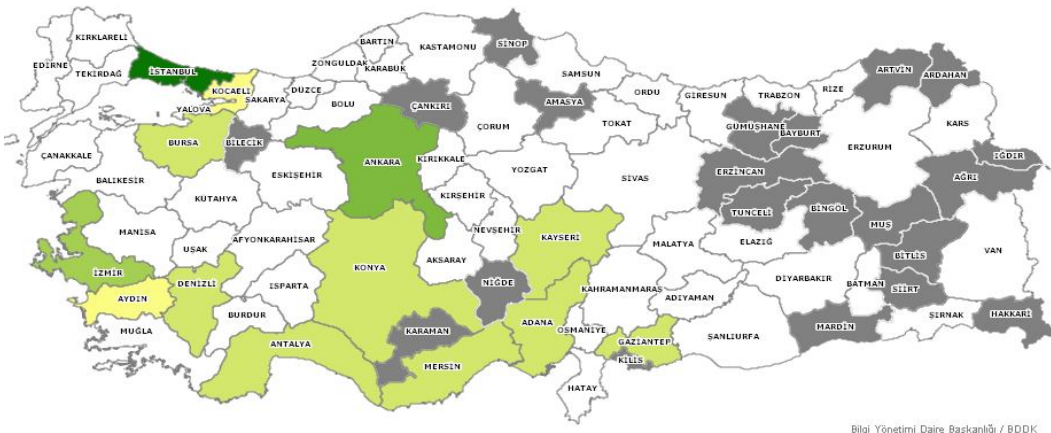 KIRKLARELİ
EDİRNE
TEKİRDAĞ
İSTANBUL
KOCAELİ
YALOVA
SAKARYA
DÜZCE
ZONGULDAK
BARTIN
KARABÜK
KASTAMONU
SİNOP
SAMSUN
ORDU
GİRESUN
TRABZON
RİZE
ARTVİN
ARDAHAN
BOLU
ÇANKIRI
AMASYA
TOKAT
ÇORUM
GÜMÜŞHANE
BAYBURT
KARS
ERZURUM
IĞDIR
AĞRI
ÇANAKKALE
BURSA
BİLECİK
ANKARA
KIRIKKALE
YOZGAT
SİVAS
ERZİNCAN
BALIKESİR
KÜTAHYA
ESKİŞEHİR
KIRŞEHİR
TUNCELİ
BİNGÖL
MUŞ
MANİSA
UŞAK
AFYONKARAHİSAR
NEVŞEHİR
KAYSERİ
MALATYA
ELAZIĞ
BİTLİS
VAN
İZMİR
DENİZLİ
ISPARTA
KONYA
AKSARAY
NİĞDE
KAHRAMANMARAŞ
ADIYAMAN
DİYARBAKIR
BATMAN
SİİRT
AYDIN
BURDUR
MUĞLA
ANTALYA
KARAMAN
MERSİN
ADANA
OSMANİYE
GAZİANTEP
KİLİS
HATAY
ŞANLIURFA
MARDİN
ŞIRNAK
HAKKARİ
Bilgi Yönetimi Daire Başkanlığı / BDDK